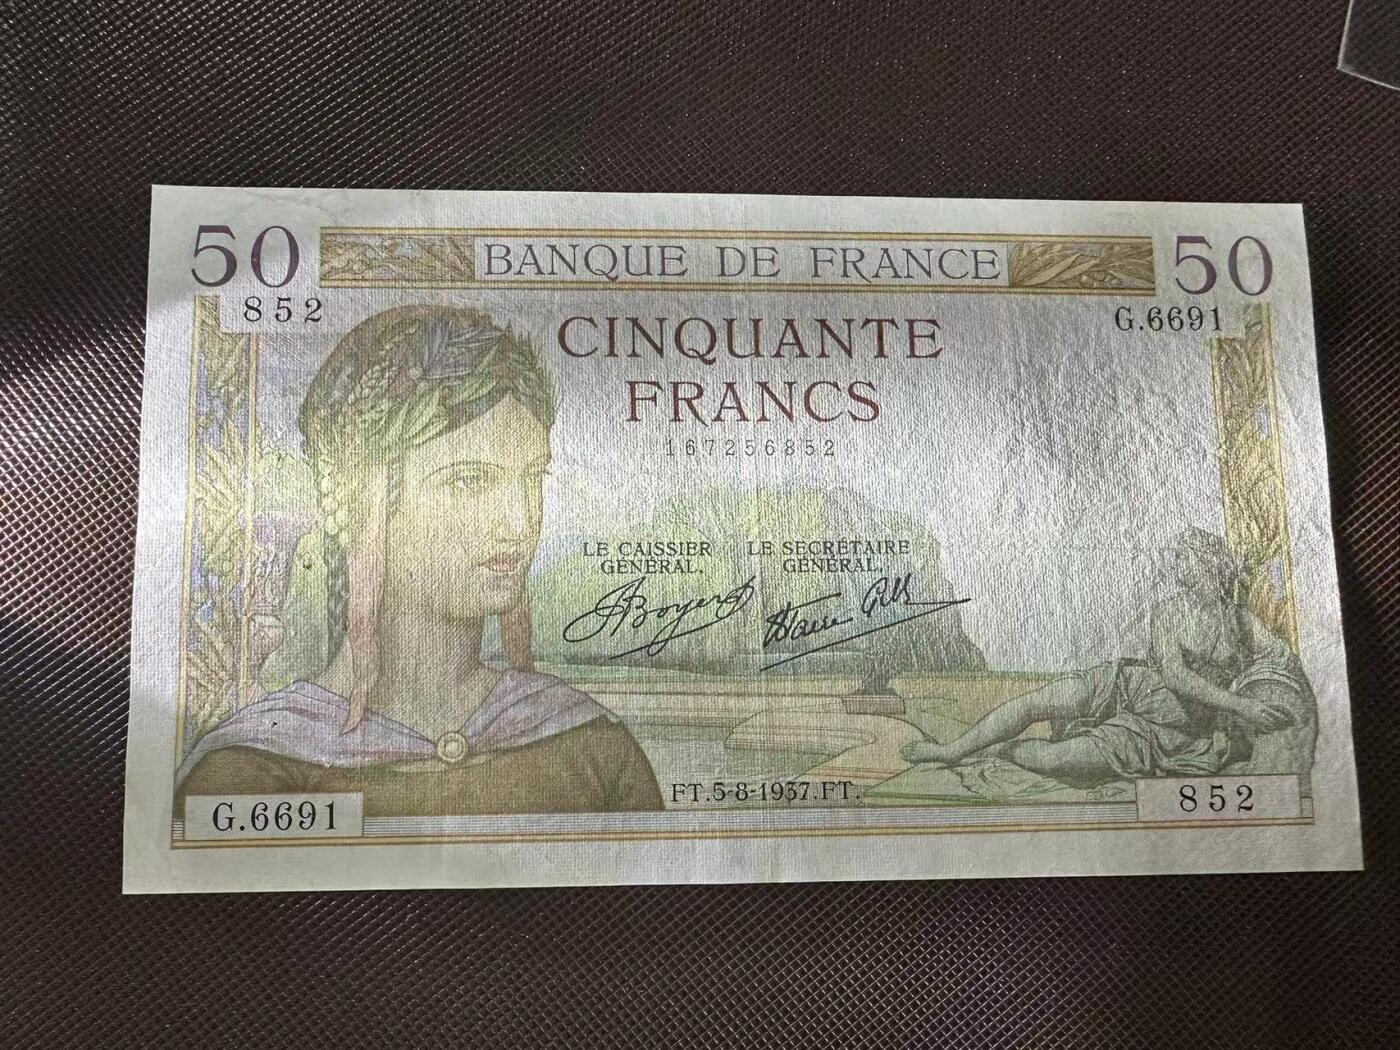 50 BANQUE DE FRANCE 50
852 G.6691
CINQUANTE
FRANCS
167256852
LE CAISSIER LE SECRÉTAIRE
GÉNÉRAL. GÉNÉRAL.
FT.5-8-1937.FT.
G.6691 852